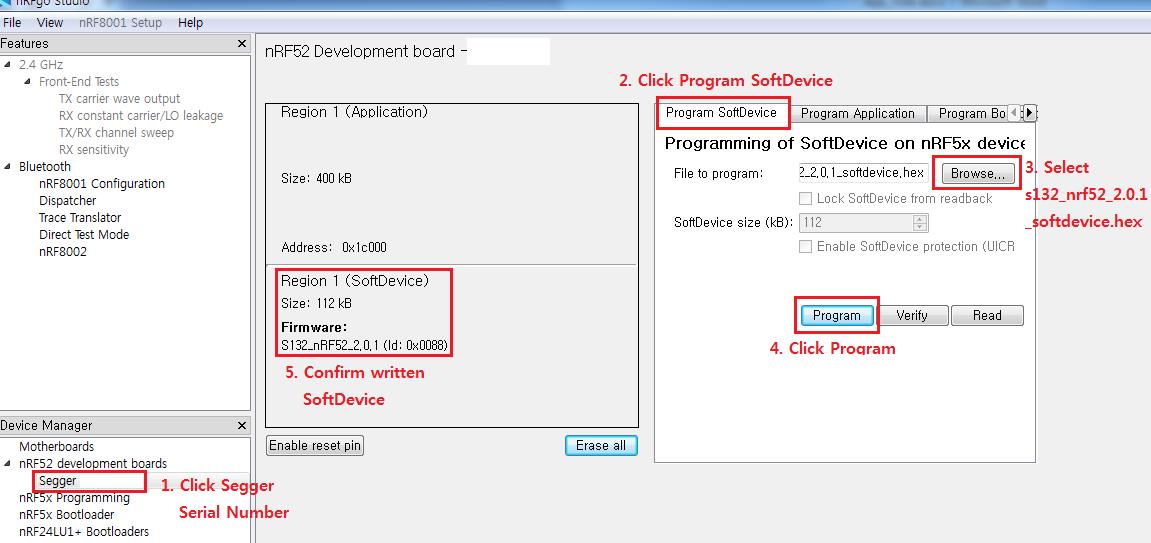 nRFgo Studio
File View nRF8001 Setup Help
Features
2.4 GHz
Front-End Tests
TX carrier wave output
RX constant carrier/LO leakage
TX/RX channel sweep
RX sensitivity
Bluetooth
nRF8001 Configuration
Dispatcher
Trace Translator
Direct Test Mode
nRF8002
Device Manager
Motherboards
nRF52 development boards
Segger
nRF5x Programming
nRF5x Bootloader
nRF24LU1+ Bootloaders
1. Click Segger
Serial Number
nRF52 Development board -
Region 1 (Application)
Size: 400 kB
Address: 0x1c000
Region 1 (SoftDevice)
Size: 112 kB
Firmware:
S132_nRF52_2.0.1 (Id: 0x0088)
5. Confirm written
SoftDevice
Enable reset pin
Erase all
2. Click Program SoftDevice
Program SoftDevice
Program Application
Program Bo
Programming of SoftDevice on nRF5x device
File to program:
2_2.0.1_softdevice.hex
Browse...
3. Select
s132_nrf52_2.0.1
_softdevice.hex
Lock SoftDevice from readback
SoftDevice size (kB):
112
Enable SoftDevice protection (UICR
Program
Verify
Read
4. Click Program